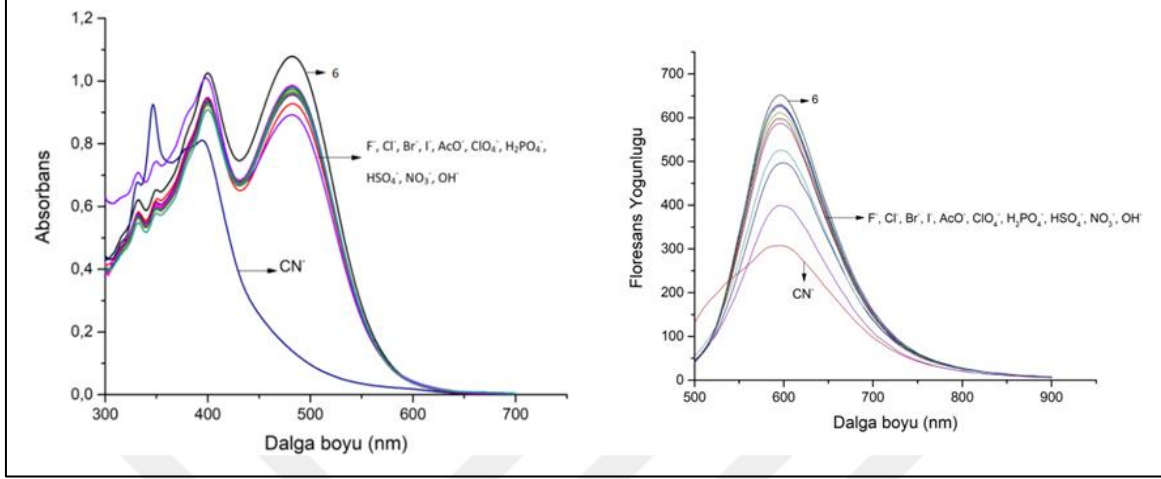 1,2
1,0
0,8
0,6
0,4
0,2
0,0
Absorbans
6
F⁻, Cl⁻, Br⁻, I⁻, AcO⁻, ClO₄⁻, H₂PO₄⁻,
HSO₄⁻, NO₃⁻, OH⁻
CN⁻
300 400 500 600 700
Dalga boyu (nm)
700
600
500
400
300
200
100
0
Floresans Yogunlugu
6
F⁻, Cl⁻, Br⁻, I⁻, AcO⁻, ClO₄⁻, H₂PO₄⁻, HSO₄⁻, NO₃⁻, OH⁻
CN⁻
500 600 700 800 900
Dalga boyu (nm)